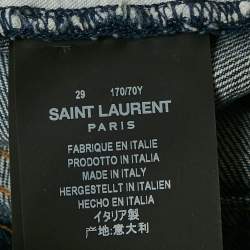 29 170/70Y
SAINT LAURENT
PARIS
FABRIQUE EN ITALIE
PRODOTTO IN ITALIA
MADE IN ITALY
HERGESTELLT IN ITALIEN
HECHO EN ITALIA
イタリア製
产地:意大利